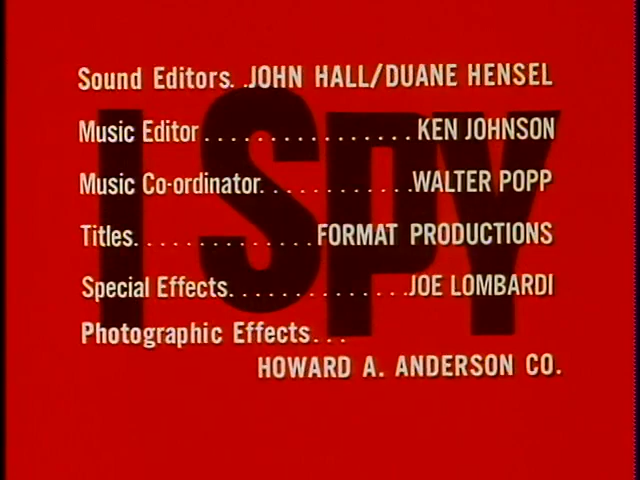 Sound Editors. .JOHN HALL/DUANE HENSEL
Music Editor . . . . . . . . . . . . . . . . KEN JOHNSON
Music Co-ordinator. . . . . . . . . . . .WALTER POPP
Titles. . . . . . . . . . . . . FORMAT PRODUCTIONS
Special Effects. . . . . . . . . . . . . .JOE LOMBARDI
Photographic Effects. . .
HOWARD A. ANDERSON CO.
I SPY